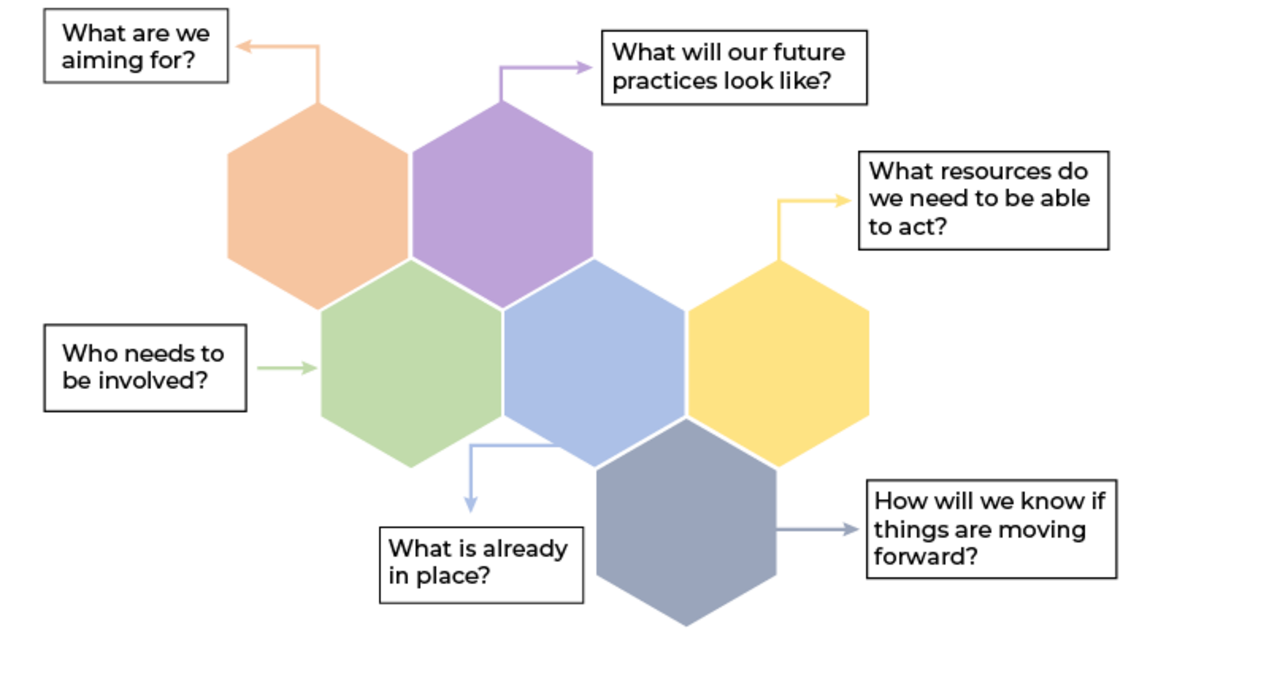 What are we
aiming for?
What will our future
practices look like?
What resources do
we need to be able
to act?
Who needs to
be involved?
What is already
in place?
How will we know if
things are moving
forward?